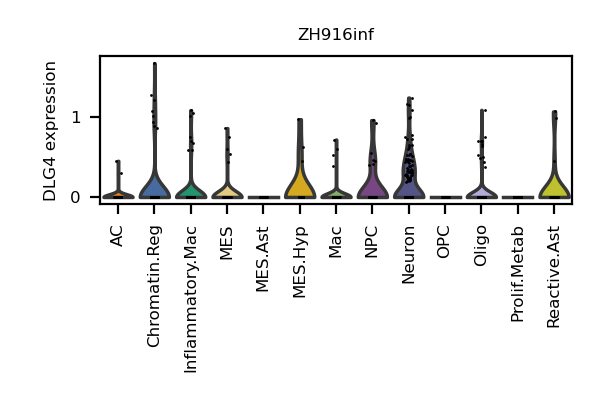 ZH916inf
DLG4 expression
1
0
AC
Chromatin.Reg
Inflammatory.Mac
MES
MES.Ast
MES.Hyp
Mac
NPC
Neuron
OPC
Oligo
Prolif.Metab
Reactive.Ast